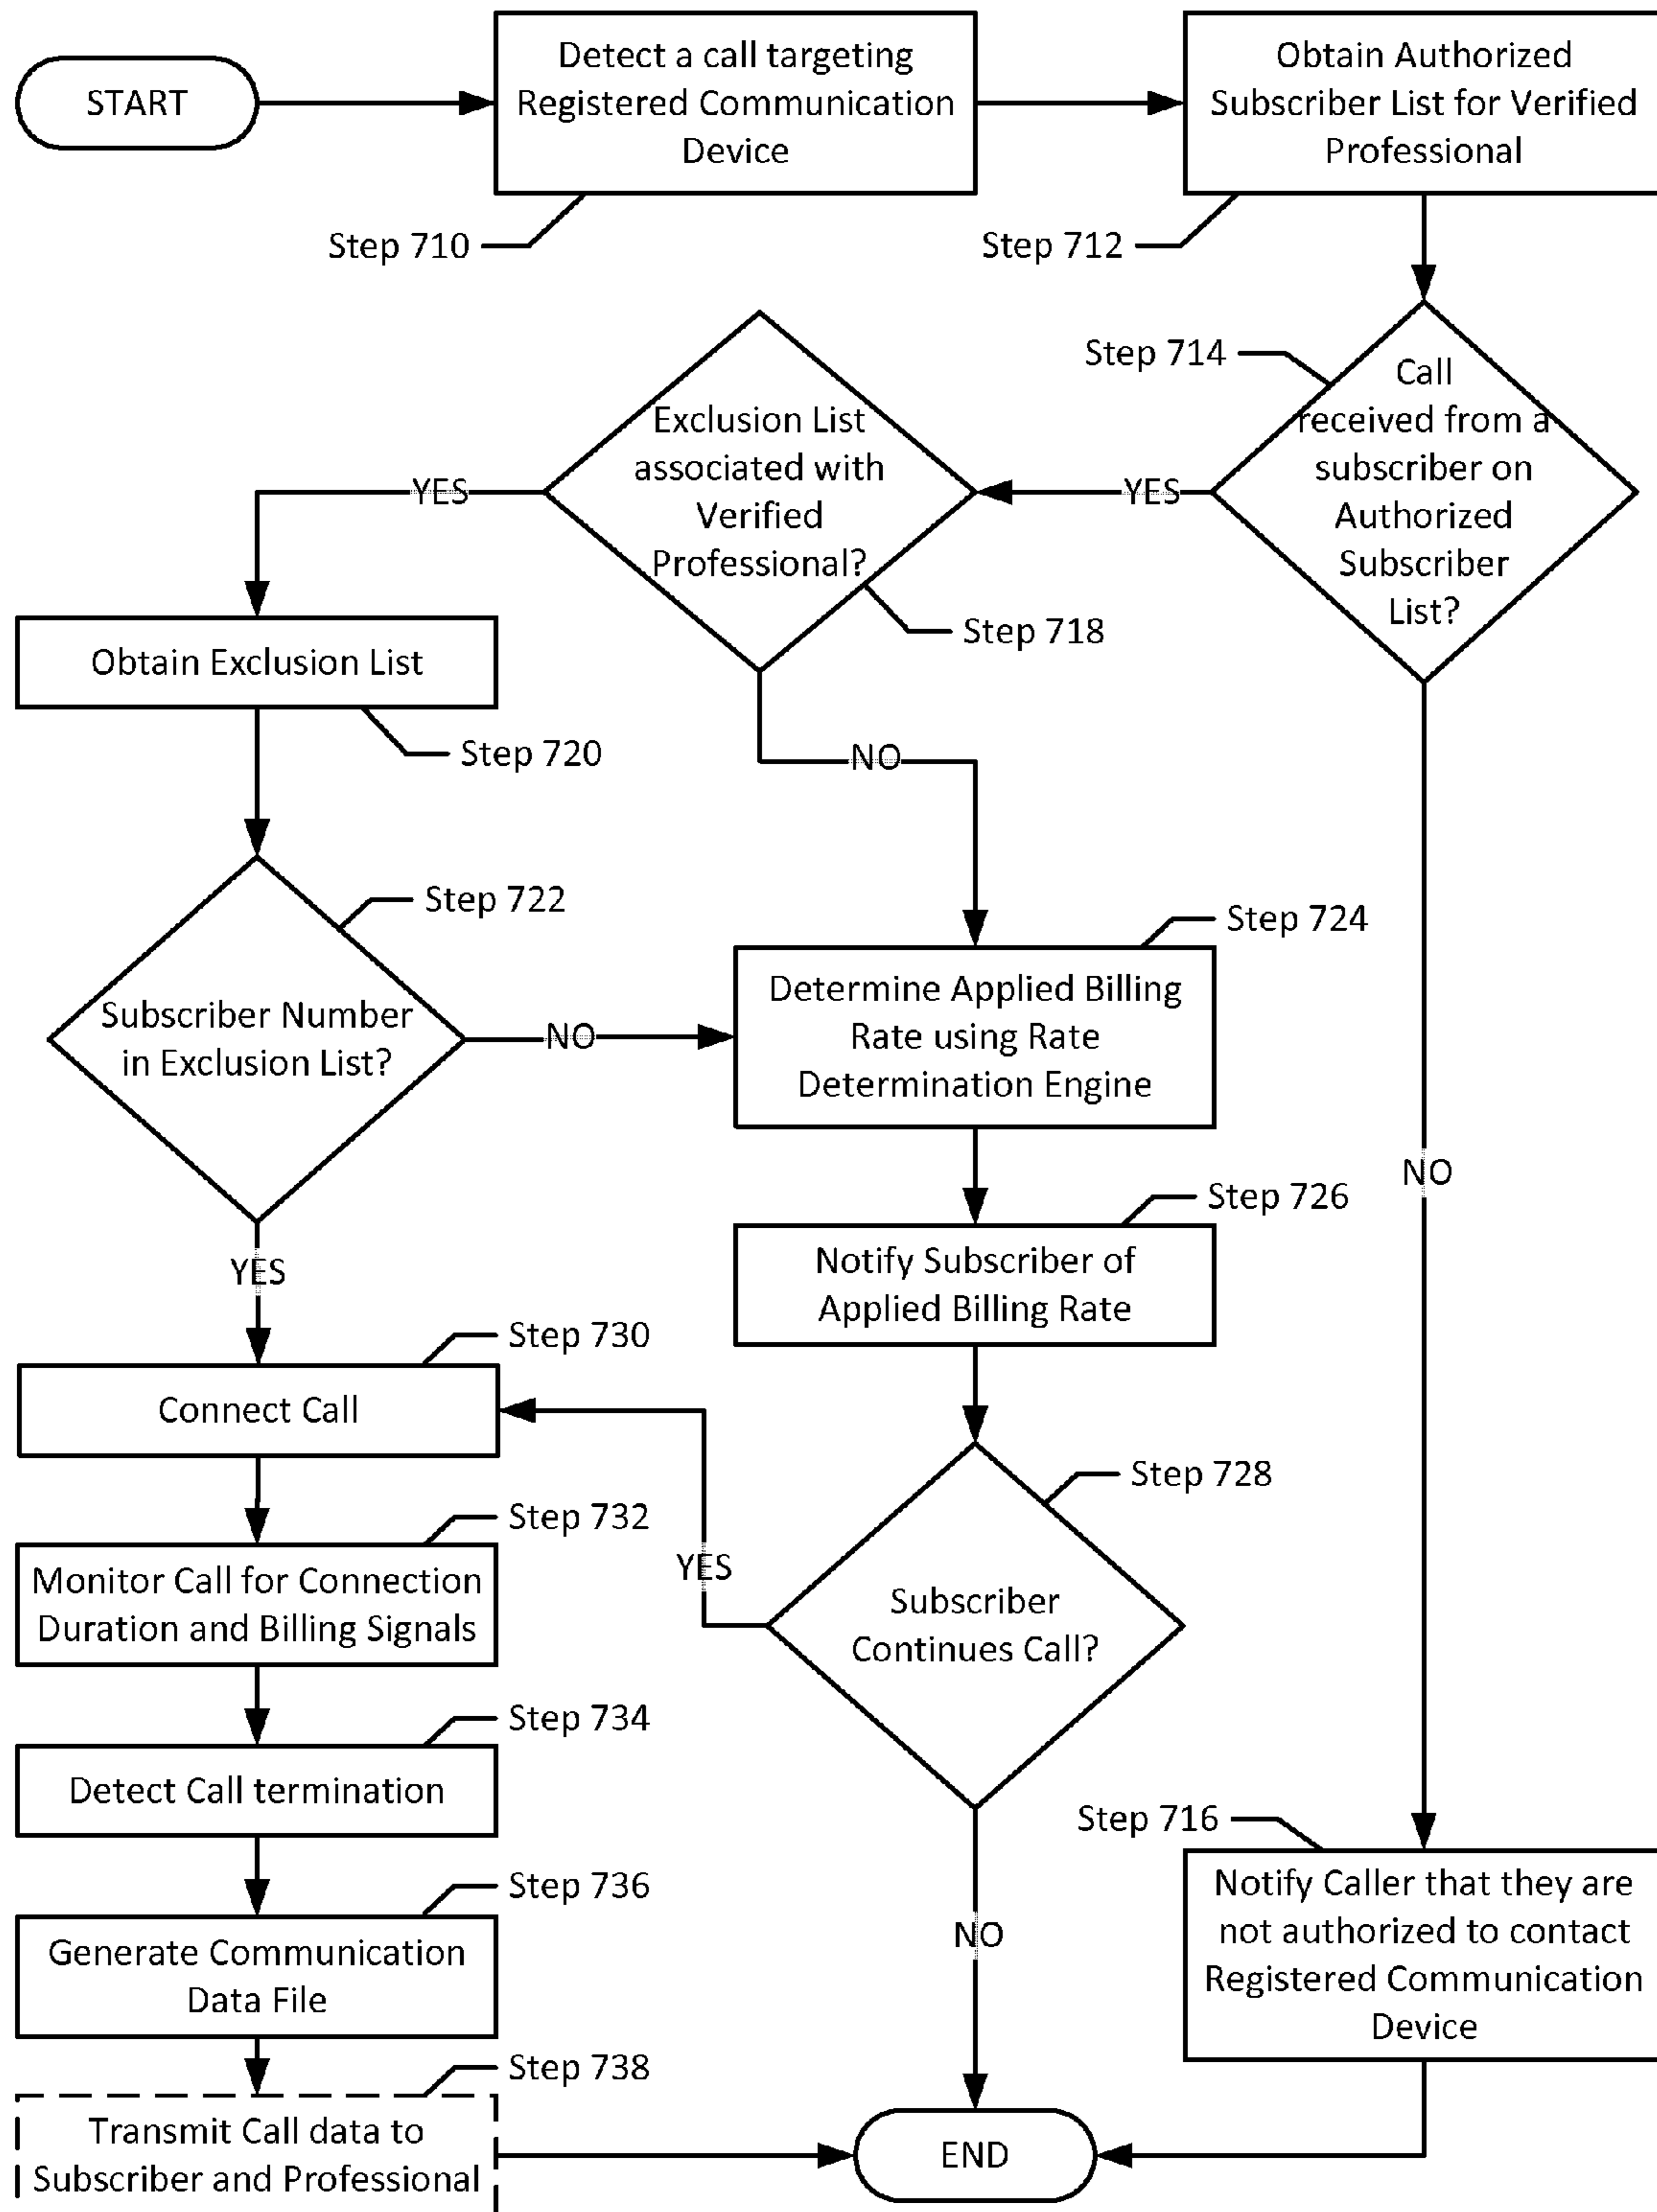 START
Detect a call targeting
Registered Communication
Device
Step 710
Obtain Authorized
Subscriber List for Verified
Professional
Step 712
Step 714
Call
received from a
subscriber on
Authorized
Subscriber
List?
YES
NO
Exclusion List
associated with
Verified
Professional?
Step 718
YES
NO
Obtain Exclusion List
Step 720
Step 722
Subscriber Number
in Exclusion List?
NO
YES
Step 724
Determine Applied Billing
Rate using Rate
Determination Engine
Step 726
Notify Subscriber of
Applied Billing Rate
Step 728
Subscriber
Continues Call?
YES
NO
Step 730
Connect Call
Step 732
Monitor Call for Connection
Duration and Billing Signals
Step 734
Detect Call termination
Step 736
Generate Communication
Data File
Step 738
Transmit Call data to
Subscriber and Professional
Step 716
Notify Caller that they are
not authorized to contact
Registered Communication
Device
END